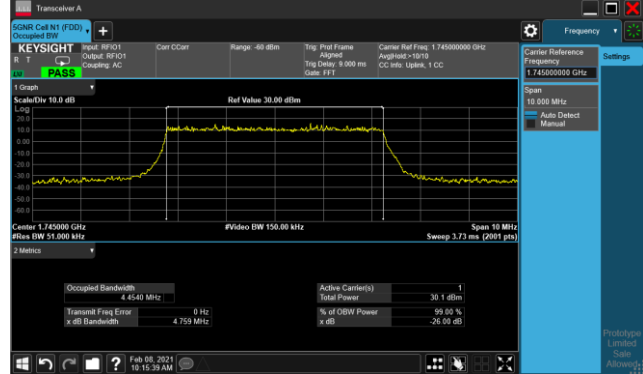 Transceiver A
5GNR Cell N1 (FDD)
Occupied BW
Frequency
KEYSIGHT
R T
PASS
Input: RFIO1
Output: RFIO1
Coupling: AC
Corr CCorr
Range: -60 dBm
Trig: Prot Frame
Aligned
Trig Delay: 9.000 ms
Gate: FFT
Carrier Ref Freq: 1.745000000 GHz
Avg|Hold:>10/10
CC Info: Uplink, 1 CC
Carrier Reference
Frequency
1.745000000 GHz
Settings
Span
10.000 MHz
Auto Detect
Manual
1 Graph
Scale/Div 10.0 dB
Ref Value 30.00 dBm
Log
20.0
10.0
0.00
-10.0
-20.0
-30.0
-40.0
-50.0
-60.0
Center 1.745000 GHz
#Video BW 150.00 kHz
Span 10 MHz
#Res BW 51.000 kHz
Sweep 3.73 ms (2001 pts)
2 Metrics
Occupied Bandwidth
4.4540 MHz
Active Carrier(s) 1
Total Power 30.1 dBm
Transmit Freq Error 0 Hz
x dB Bandwidth 4.759 MHz
% of OBW Power 99.00 %
x dB -26.00 dB
Feb 08, 2021
10:15:39 AM
Prototype
Limited
Sale
Allowed